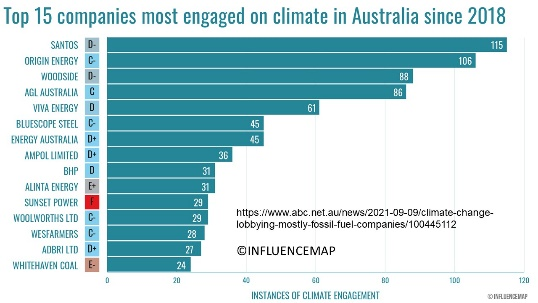 Top 15 companies most engaged on climate in Australia since 2018
SANTOS D- 115
ORIGIN ENERGY C- 106
WOODSIDE D- 88
AGL AUSTRALIA C 86
VIVA ENERGY D 61
BLUESCOPE STEEL C- 45
ENERGY AUSTRALIA D+ 45
AMPOL LIMITED D+ 36
BHP D 31
ALINTA ENERGY E+ 31
SUNSET POWER F 29
WOOLWORTHS LTD C- 29
WESFARMERS C- 28
AOBRI LTD D+ 27
WHITEHAVEN COAL E- 24
https://www.abc.net.au/news/2021-09-09/climate-change-
lobbying-mostly-fossil-fuel-companies/100445112
©INFLUENCEMAP
0 20 40 60 80 100 120
INSTANCES OF CLIMATE ENGAGEMENT
©INFLUENCEMAP